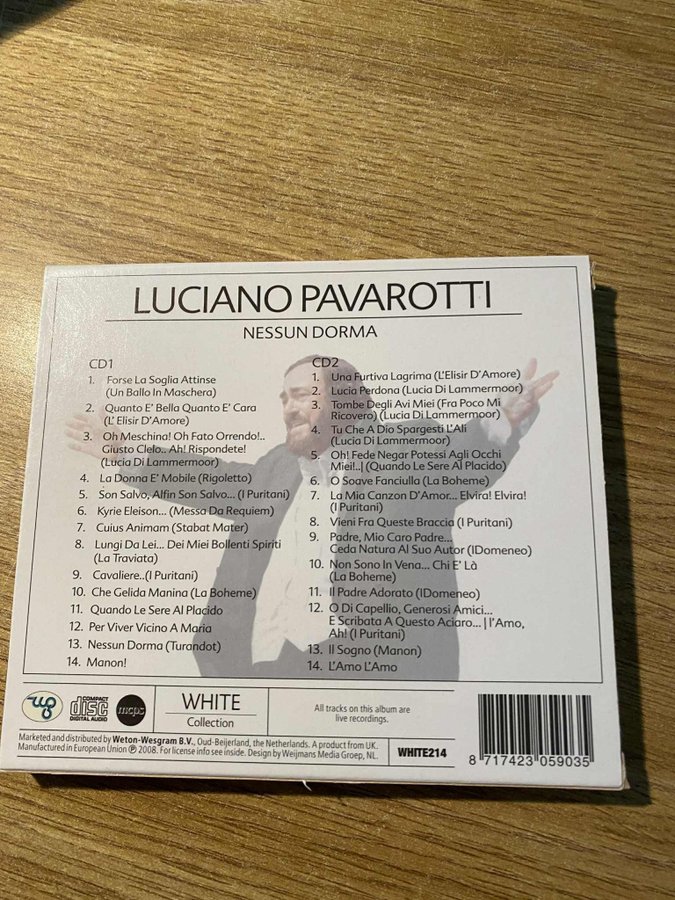 LUCIANO PAVAROTTI
NESSUN DORMA
CD1
1. Forse La Soglia Attinse
(Un Ballo In Maschera)
2. Quanto E' Bella Quanto E' Cara
(L' Elisir D'Amore)
3. Oh Meschina! Oh Fato Orrendo!..
Giusto Clelo.. Ah! Rispondete!
(Lucia Di Lammermoor)
4. La Donna E' Mobile (Rigoletto)
5. Son Salvo, Alfin Son Salvo... (I Puritani)
6. Kyrie Eleison... (Messa Da Requiem)
7. Cuius Animam (Stabat Mater)
8. Lungi Da Lei... Dei Miei Bollenti Spiriti
(La Traviata)
9. Cavaliere..(I Puritani)
10. Che Gelida Manina (La Boheme)
11. Quando Le Sere Al Placido
12. Per Viver Vicino A Maria
13. Nessun Dorma (Turandot)
14. Manon!
CD2
1. Una Furtiva Lagrima (L'Elisir D'Amore)
2. Lucia Perdona (Lucia Di Lammermoor)
3. Tombe Degli Avi Miei (Fra Poco Mi
Ricovero) (Lucia Di Lammermoor)
4. Tu Che A Dio Spargesti L'Ali
(Lucia Di Lammermoor)
5. Oh! Fede Negar Potessi Agli Occhi
Miei!..| (Quando Le Sere Al Placido)
6. O Soave Fanciulla (La Boheme)
7. La Mia Canzon D'Amor... Elvira! Elvira!
(I Puritani)
8. Vieni Fra Queste Braccia (I Puritani)
9. Padre, Mio Caro Padre...
Ceda Natura Al Suo Autor (IDomeneo)
10. Non Sono In Vena... Chi E' Là
(La Boheme)
11. Il Padre Adorato (IDomeneo)
12. O Di Capellio, Generosi Amici...
E Scribata A Questo Aciaro... | l'Amo,
Ah! (I Puritani)
13. Il Sogno (Manon)
14. L'Amo L'Amo
wg
COMPACT
disc
DIGITAL AUDIO
mcps
WHITE
Collection
All tracks on this album are
live recordings.
Marketed and distributed by Weton-Wesgram B.V., Oud-Beijerland, the Netherlands. A product from UK.
Manufactured in European Union ℗ 2008. For license info see inside. Design by Weijmans Media Groep, NL.
WHITE214
8 717423 059035